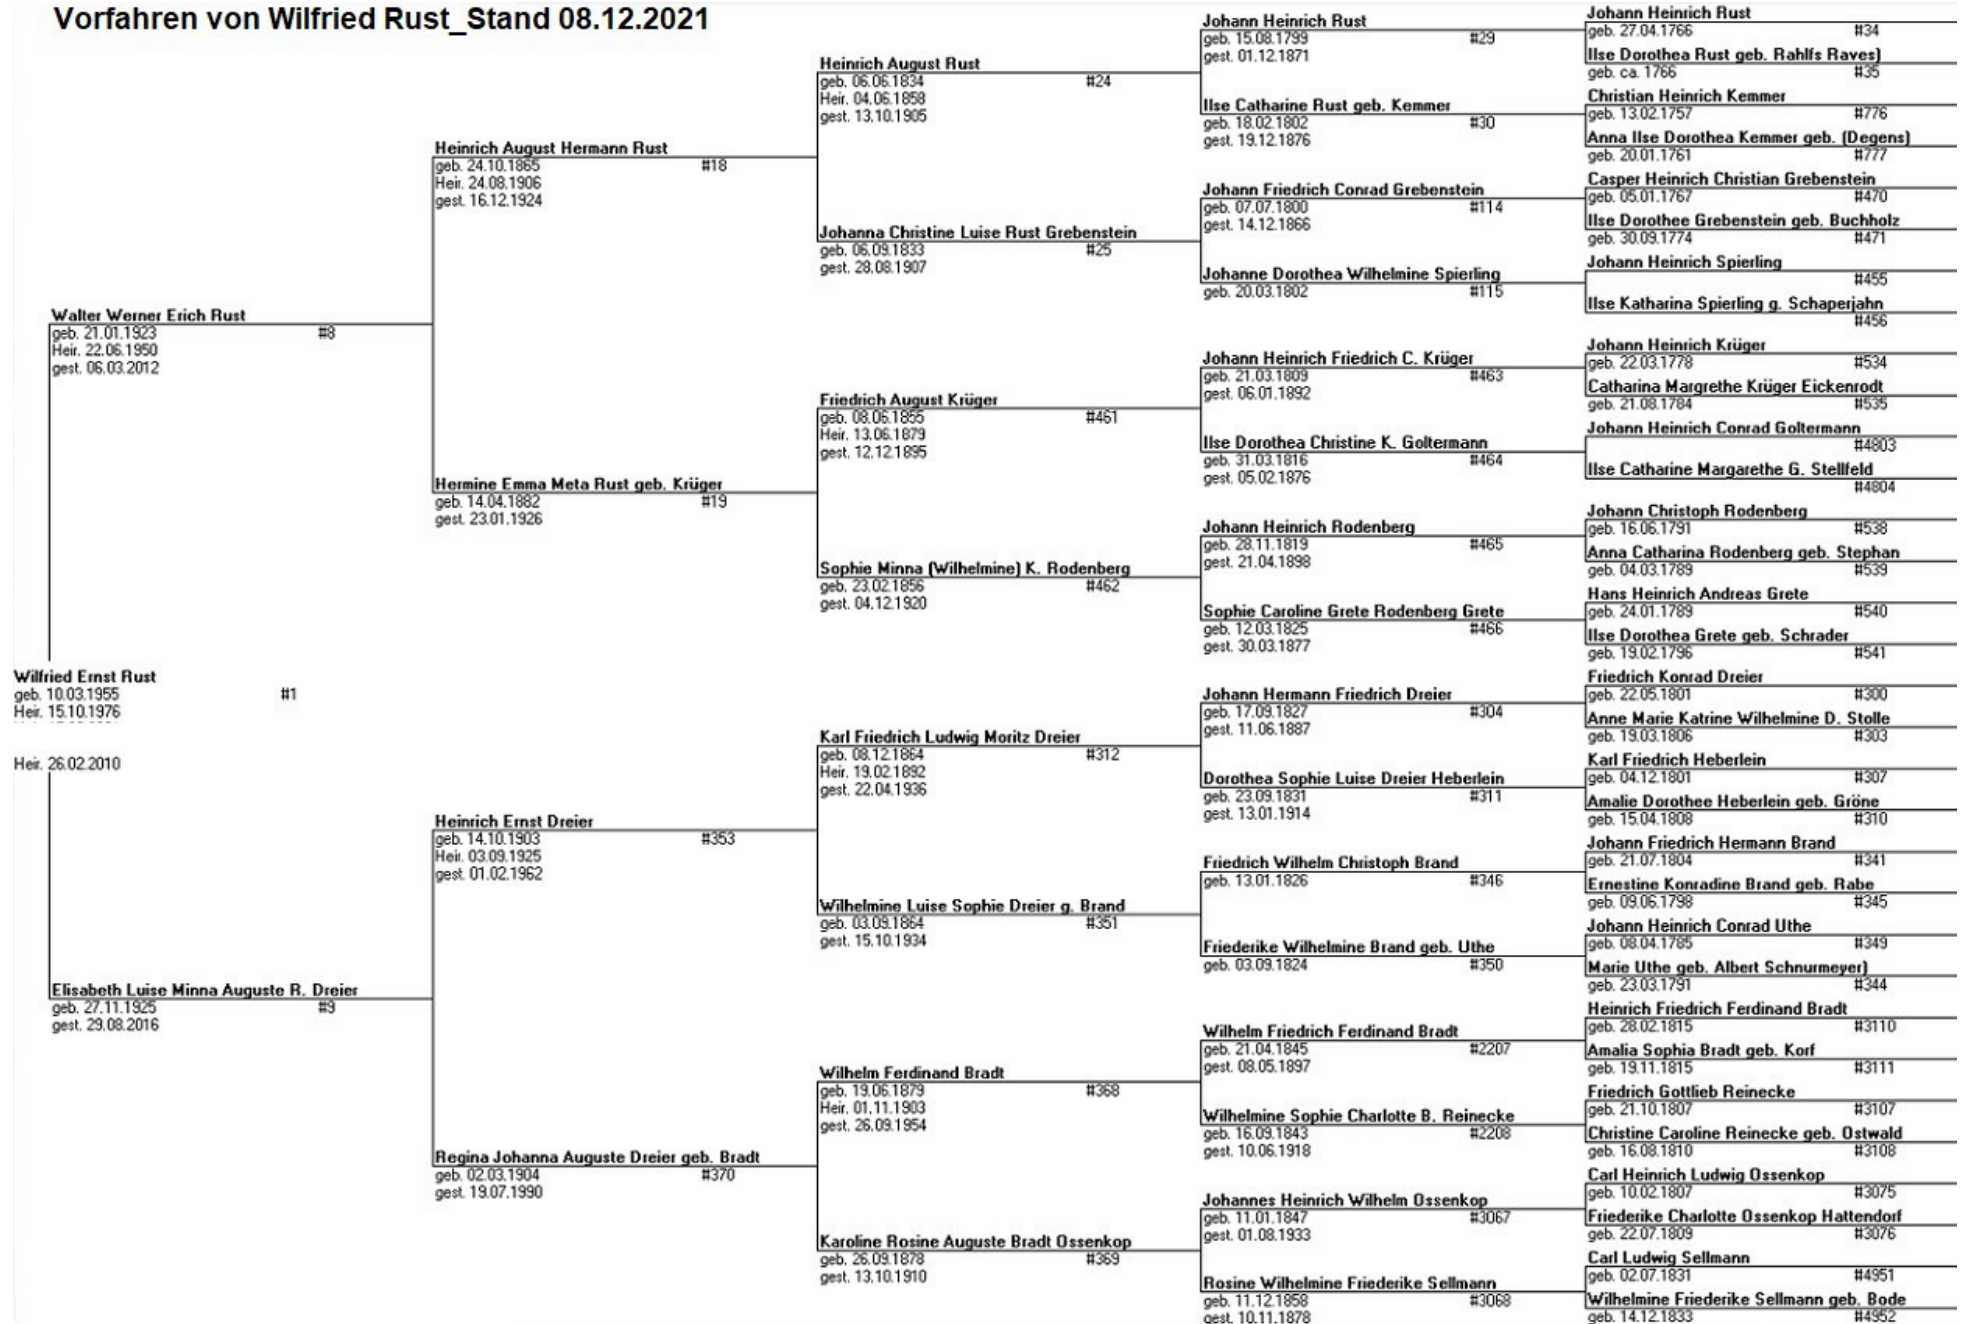 Vorfahren von Wilfried Rust_Stand 08.12.2021
Wilfried Ernst Rust
geb. 10.03.1955 #1
Heir. 15.10.1976
Heir. 26.02.2010
Walter Werner Erich Rust
geb. 21.01.1923 #8
Heir. 22.06.1950
gest. 06.03.2012
Elisabeth Luise Minna Auguste R. Dreier
geb. 27.11.1925 #9
gest. 29.08.2016
Heinrich August Hermann Rust
geb. 24.10.1865 #18
Heir. 24.08.1906
gest. 16.12.1924
Hermine Emma Meta Rust geb. Krüger
geb. 14.04.1882 #19
gest. 23.01.1926
Heinrich Ernst Dreier
geb. 14.10.1903 #353
Heir. 03.09.1925
gest. 01.02.1962
Regina Johanna Auguste Dreier geb. Bradt
geb. 02.03.1904 #370
gest. 19.07.1990
Heinrich August Rust
geb. 06.06.1834 #24
Heir. 04.06.1858
gest. 13.10.1905
Johanna Christine Luise Rust Grebenstein
geb. 06.09.1833 #25
gest. 28.08.1907
Friedrich August Krüger
geb. 08.06.1855 #461
Heir. 13.06.1879
gest. 12.12.1895
Sophie Minna (Wilhelmine) K. Rodenberg
geb. 23.02.1856 #462
gest. 04.12.1920
Karl Friedrich Ludwig Moritz Dreier
geb. 08.12.1864 #312
Heir. 19.02.1892
gest. 22.04.1936
Wilhelmine Luise Sophie Dreier g. Brand
geb. 03.09.1864 #351
gest. 15.10.1934
Wilhelm Ferdinand Bradt
geb. 19.06.1879 #368
Heir. 01.11.1903
gest. 26.09.1954
Karoline Rosine Auguste Bradt Ossenkop
geb. 26.09.1878 #369
gest. 13.10.1910
Johann Heinrich Rust
geb. 15.08.1799 #29
gest. 01.12.1871
Ilse Catharine Rust geb. Kemmer
geb. 18.02.1802 #30
gest. 19.12.1876
Johann Friedrich Conrad Grebenstein
geb. 07.07.1800 #114
gest. 14.12.1866
Johanne Dorothea Wilhelmine Spierling
geb. 20.03.1802 #115
Johann Heinrich Friedrich C. Krüger
geb. 21.03.1809 #463
gest. 06.01.1892
Ilse Dorothea Christine K. Goltermann
geb. 31.03.1816 #464
gest. 05.02.1876
Johann Heinrich Rodenberg
geb. 28.11.1819 #465
gest. 21.04.1898
Sophie Caroline Grete Rodenberg Grete
geb. 12.03.1825 #466
gest. 30.03.1877
Johann Hermann Friedrich Dreier
geb. 17.09.1827 #304
gest. 11.06.1887
Dorothea Sophie Luise Dreier Heberlein
geb. 23.09.1831 #311
gest. 13.01.1914
Friedrich Wilhelm Christoph Brand
geb. 13.01.1826 #346
Friederike Wilhelmine Brand geb. Uthe
geb. 03.09.1824 #350
Wilhelm Friedrich Ferdinand Bradt
geb. 21.04.1845 #2207
gest. 08.05.1897
Wilhelmine Sophie Charlotte B. Reinecke
geb. 16.09.1843 #2208
gest. 10.06.1918
Johannes Heinrich Wilhelm Ossenkop
geb. 11.01.1847 #3067
gest. 01.08.1933
Rosine Wilhelmine Friederike Sellmann
geb. 11.12.1858 #3068
gest. 10.11.1878
Johann Heinrich Rust
geb. 27.04.1766 #34
Ilse Dorothea Rust geb. Rahlfs Raves)
geb. ca. 1766 #35
Christian Heinrich Kemmer
geb. 13.02.1757 #776
Anna Ilse Dorothea Kemmer geb. (Degens)
geb. 20.01.1761 #777
Casper Heinrich Christian Grebenstein
geb. 05.01.1767 #470
Ilse Dorothee Grebenstein geb. Buchholz
geb. 30.09.1774 #471
Johann Heinrich Spierling
#455
Ilse Katharina Spierling g. Schaperjahn
#456
Johann Heinrich Krüger
geb. 22.03.1778 #534
Catharina Margrethe Krüger Eickenrodt
geb. 21.08.1784 #535
Johann Heinrich Conrad Goltermann
#4803
Ilse Catharine Margarethe G. Stellfeld
#4804
Johann Christoph Rodenberg
geb. 16.06.1791 #538
Anna Catharina Rodenberg geb. Stephan
geb. 04.03.1789 #539
Hans Heinrich Andreas Grete
geb. 24.01.1789 #540
Ilse Dorothea Grete geb. Schrader
geb. 19.02.1796 #541
Friedrich Konrad Dreier
geb. 22.05.1801 #300
Anne Marie Katrine Wilhelmine D. Stolle
geb. 19.03.1806 #303
Karl Friedrich Heberlein
geb. 04.12.1801 #307
Amalie Dorothee Heberlein geb. Gröne
geb. 15.04.1808 #310
Johann Friedrich Hermann Brand
geb. 21.07.1804 #341
Ernestine Konradine Brand geb. Rabe
geb. 09.06.1798 #345
Johann Heinrich Conrad Uthe
geb. 08.04.1785 #349
Marie Uthe geb. Albert Schnurmeyer)
geb. 23.03.1791 #344
Heinrich Friedrich Ferdinand Bradt
geb. 28.02.1815 #3110
Amalia Sophia Bradt geb. Korf
geb. 19.11.1815 #3111
Friedrich Gottlieb Reinecke
geb. 21.10.1807 #3107
Christine Caroline Reinecke geb. Ostwald
geb. 16.08.1810 #3108
Carl Heinrich Ludwig Ossenkop
geb. 10.02.1807 #3075
Friederike Charlotte Ossenkop Hattendorf
geb. 22.07.1809 #3076
Carl Ludwig Sellmann
geb. 02.07.1831 #4951
Wilhelmine Friederike Sellmann geb. Bode
geb. 14.12.1833 #4952